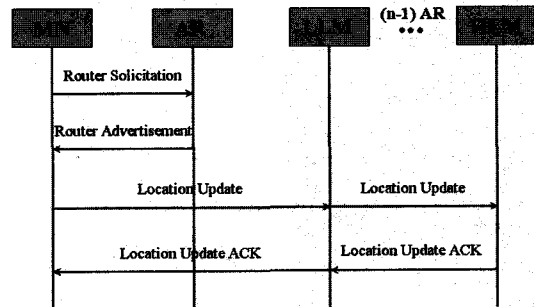 (n-1) AR
MN
AR
LLM
•••
Router Solicitation
Router Advertisement
Location Update
Location Update
Location Update ACK
Location Update ACK